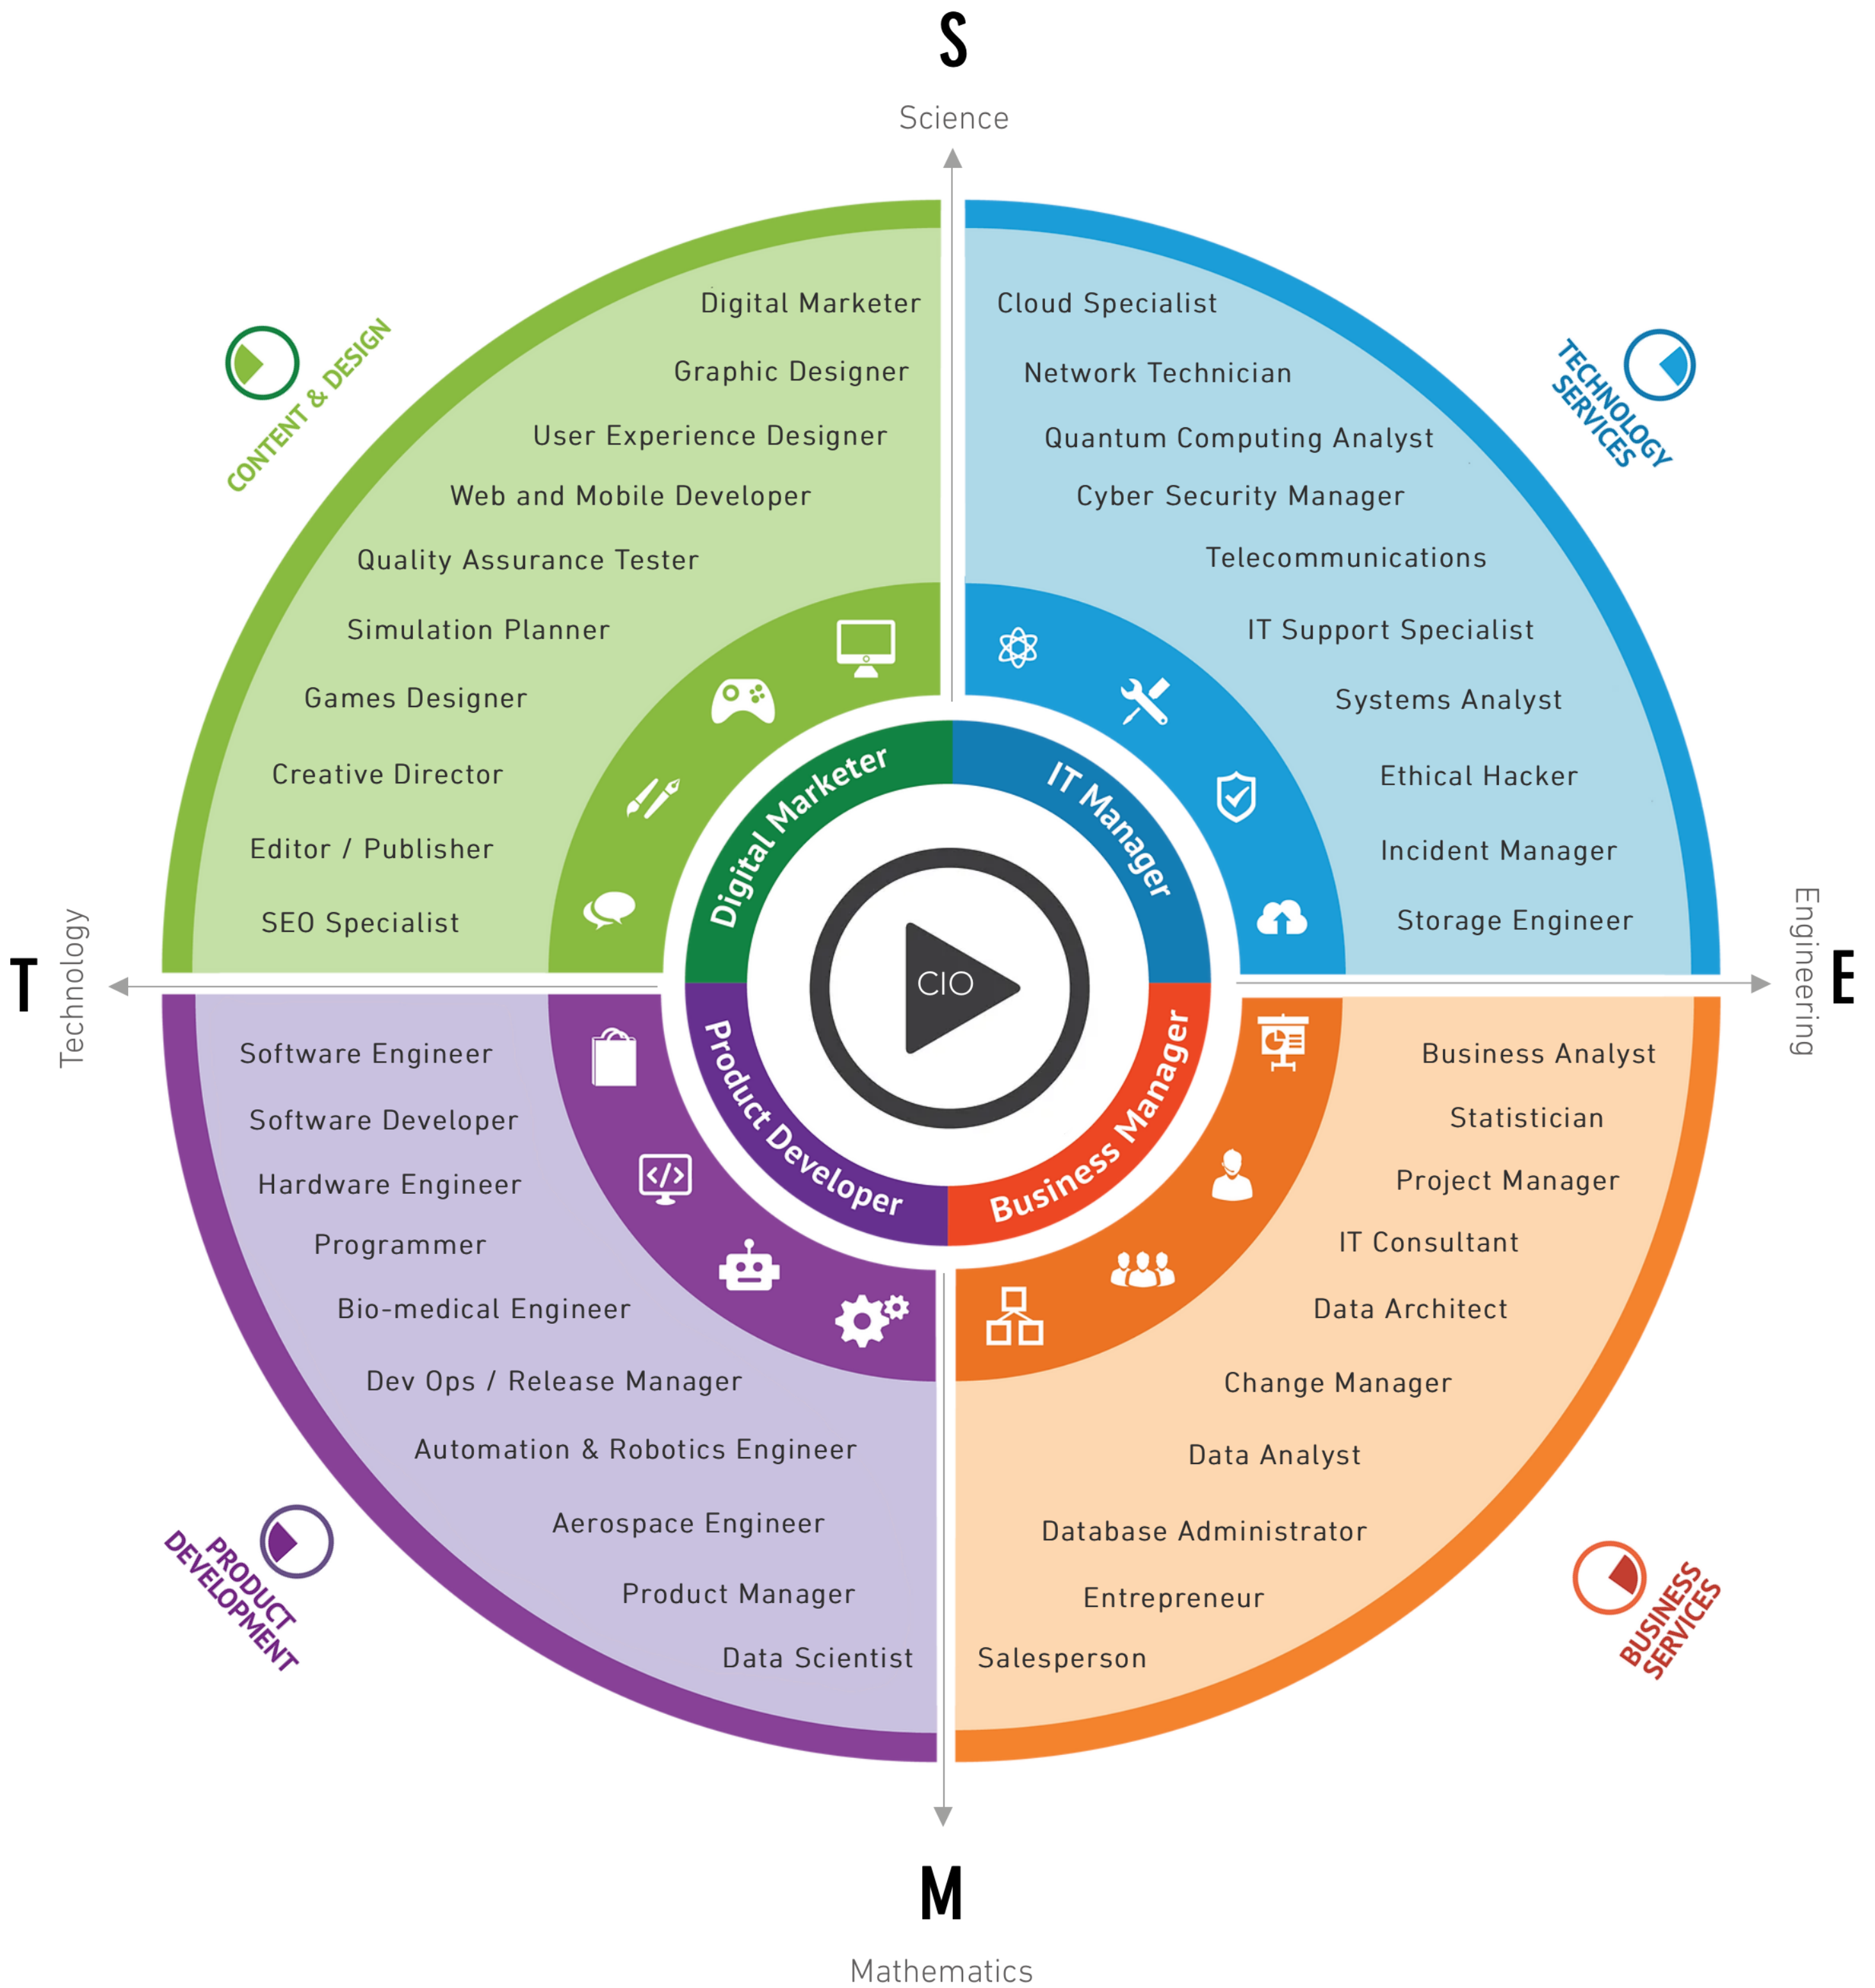 S
Science
CONTENT & DESIGN
Digital Marketer
Graphic Designer
User Experience Designer
Web and Mobile Developer
Quality Assurance Tester
Simulation Planner
Games Designer
Creative Director
Editor / Publisher
SEO Specialist
TECHNOLOGY
SERVICES
Cloud Specialist
Network Technician
Quantum Computing Analyst
Cyber Security Manager
Telecommunications
IT Support Specialist
Systems Analyst
Ethical Hacker
Incident Manager
Storage Engineer
Digital Marketer
IT Manager
CIO
Product Developer
Business Manager
T
Technology
Engineering
E
Software Engineer
Software Developer
Hardware Engineer
Programmer
Bio-medical Engineer
Dev Ops / Release Manager
Automation & Robotics Engineer
Aerospace Engineer
Product Manager
Data Scientist
PRODUCT
DEVELOPMENT
Business Analyst
Statistician
Project Manager
IT Consultant
Data Architect
Change Manager
Data Analyst
Database Administrator
Entrepreneur
Salesperson
BUSINESS
SERVICES
M
Mathematics